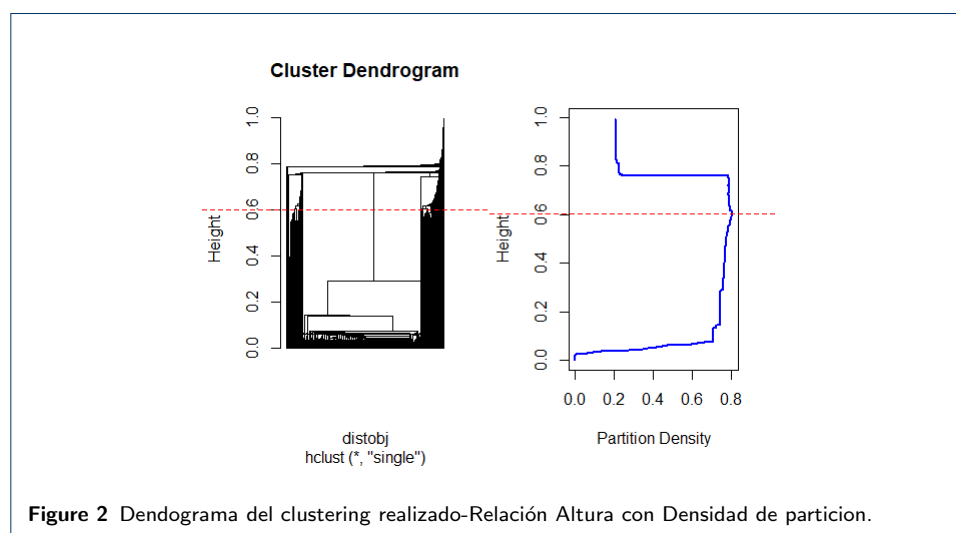 Cluster Dendrogram
Height
0.0 0.2 0.4 0.6 0.8 1.0
distobj
hclust (*, "single")
Height
0.0 0.2 0.4 0.6 0.8 1.0
0.0 0.2 0.4 0.6 0.8
Partition Density
Figure 2 Dendograma del clustering realizado-Relación Altura con Densidad de particion.